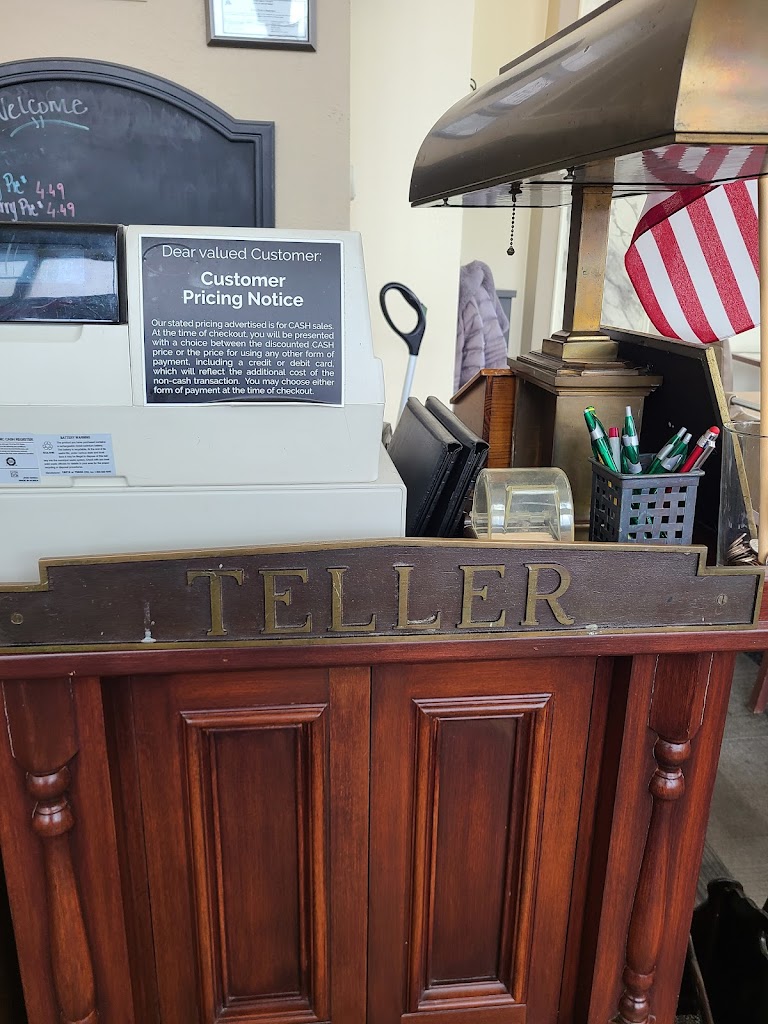 Welcome
Pie 4.49
rry Pie 4.49
Dear valued Customer:
Customer
Pricing Notice
Our stated pricing advertised is for CASH sales.
At the time of checkout, you will be presented
with a choice between the discounted CASH
price or the price for using any other form of
payment, including a credit or debit card,
which will reflect the additional cost of the
non-cash transaction. You may choose either
form of payment at the time of checkout.
BATTERY WARNING
TELLER